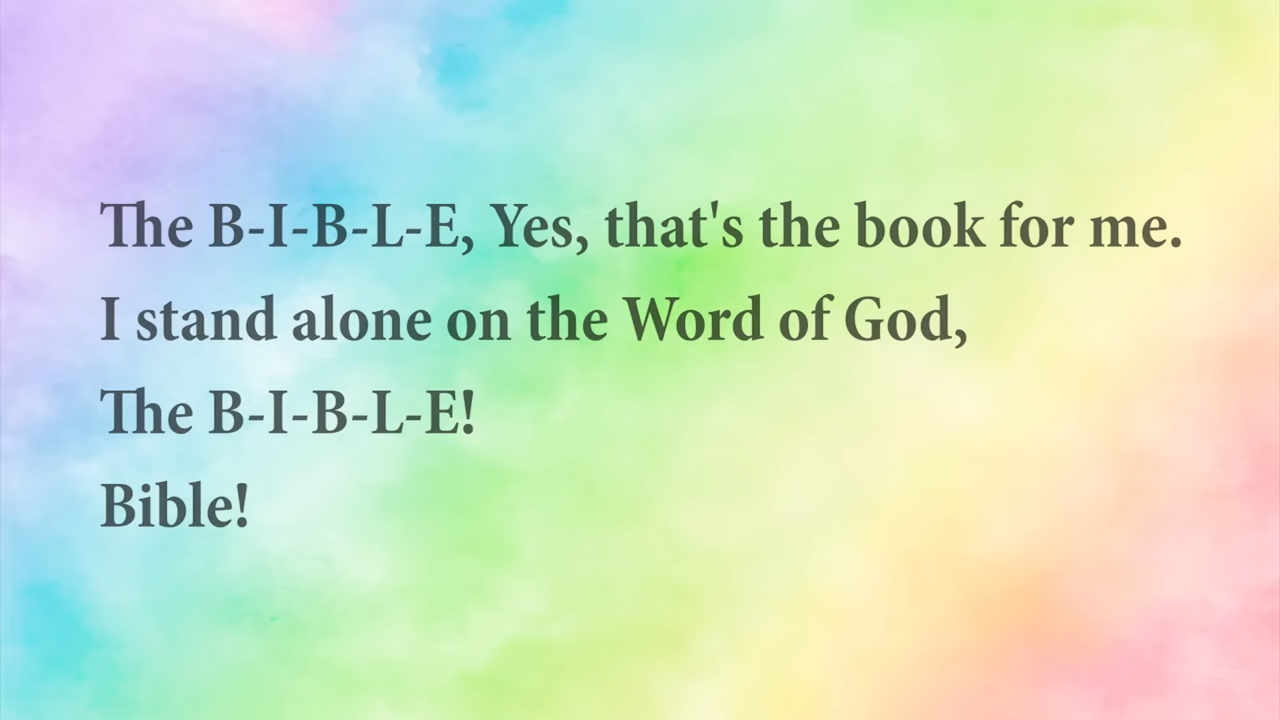 The B-I-B-L-E, Yes, that's the book for me.
I stand alone on the Word of God,
The B-I-B-L-E!
Bible!